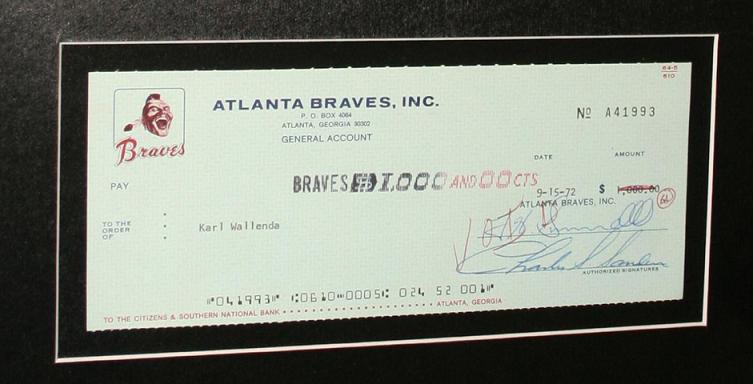 64-5
610
ATLANTA BRAVES, INC.
P. O. BOX 4064
ATLANTA, GEORGIA 30302
GENERAL ACCOUNT
Nº A41993
Braves
DATE
AMOUNT
PAY
BRAVES $1,000 AND 00 CTS
9-15-72 $ 1,000.00
ATLANTA BRAVES, INC.
TO THE
ORDER
OF
Karl Wallenda
AUTHORIZED SIGNATURES
⑈041993⑈ ⑆0610⑉0005⑆ 024 52 001⑈
TO THE CITIZENS & SOUTHERN NATIONAL BANK • • • • • • • • • • • • • • • • • • • • ATLANTA, GEORGIA